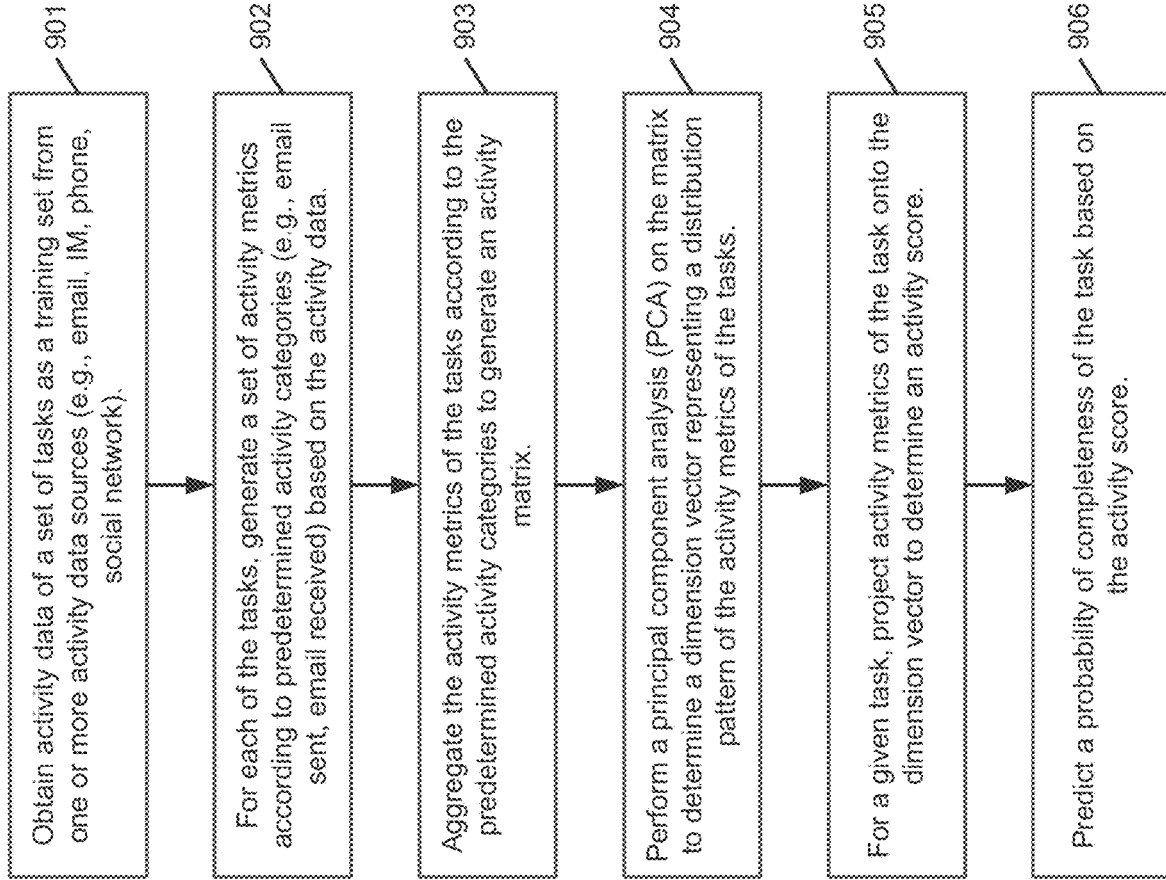 Obtain activity data of a set of tasks as a training set from
one or more activity data sources (e.g., email, IM, phone,
social network).
901
For each of the tasks, generate a set of activity metrics
according to predetermined activity categories (e.g., email
sent, email received) based on the activity data.
902
Aggregate the activity metrics of the tasks according to the
predetermined activity categories to generate an activity
matrix.
903
Perform a principal component analysis (PCA) on the matrix
to determine a dimension vector representing a distribution
pattern of the activity metrics of the tasks.
904
For a given task, project activity metrics of the task onto the
dimension vector to determine an activity score.
905
Predict a probability of completeness of the task based on
the activity score.
906